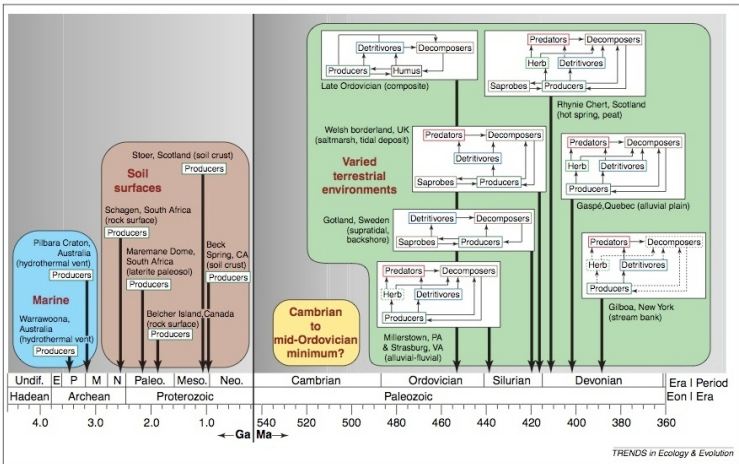 Detritivores
Decomposers
Producers
Humus
Late Ordovician (composite)
Predators
Decomposers
Herb
Detritivores
Saprobes
Producers
Rhynie Chert, Scotland
(hot spring, peat)
Welsh borderland, UK
(saltmarsh, tidal deposit)
Predators
Decomposers
Detritivores
Saprobes
Producers
Varied
terrestrial
environments
Predators
Decomposers
Herb
Detritivores
Producers
Gaspé,Quebec (alluvial plain)
Gotland, Sweden
(supratidal,
backshore)
Detritivores
Decomposers
Saprobes
Producers
Predators
Decomposers
Herb
Detritivores
Producers
Gilboa, New York
(stream bank)
Predators
Decomposers
Herb
Detritivores
Producers
Millerstown, PA
& Strasburg, VA
(alluvial-fluvial)
Stoer, Scotland (soil crust)
Producers
Soil
surfaces
Schagen, South Africa
(rock surface)
Producers
Maremane Dome,
South Africa
(laterite paleosol)
Producers
Beck
Spring, CA
(soil crust)
Producers
Belcher Island,Canada
(rock surface)
Producers
Pilbara Craton,
Australia
(hydrothermal vent)
Producers
Marine
Warrawoona,
Australia
(hydrothermal vent)
Producers
Cambrian
to
mid-Ordovician
minimum?
Undif. E P M N Paleo. Meso. Neo. Cambrian Ordovician Silurian Devonian Era | Period
Hadean Archean Proterozoic Paleozoic Eon | Era
4.0 3.0 2.0 1.0 540 520 500 480 460 440 420 400 380 360
Ga Ma
TRENDS in Ecology & Evolution